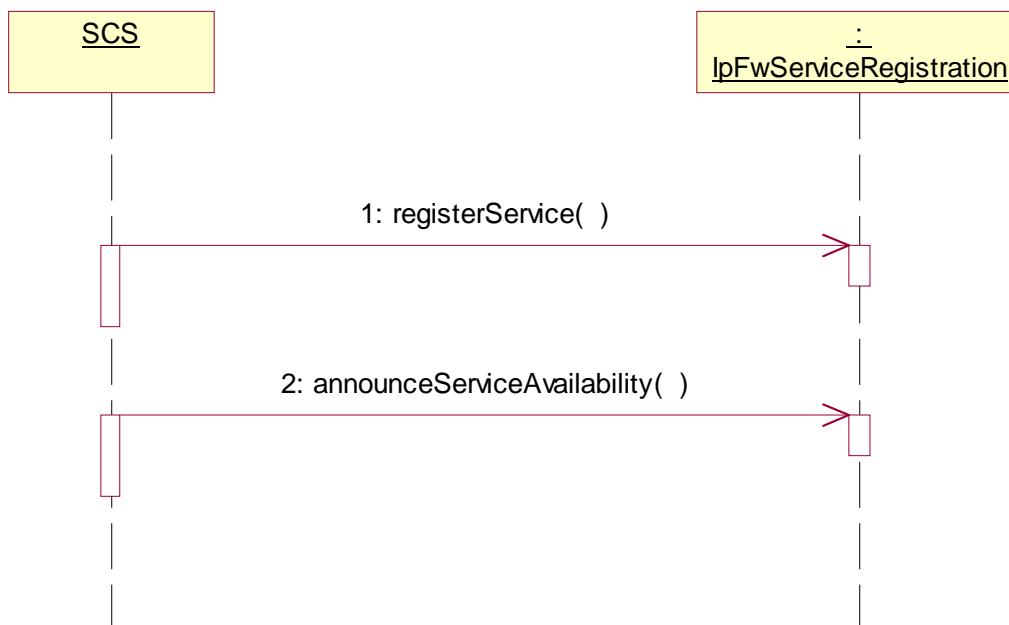 SCS
:
IpFwServiceRegistration
1: registerService( )
2: announceServiceAvailability( )